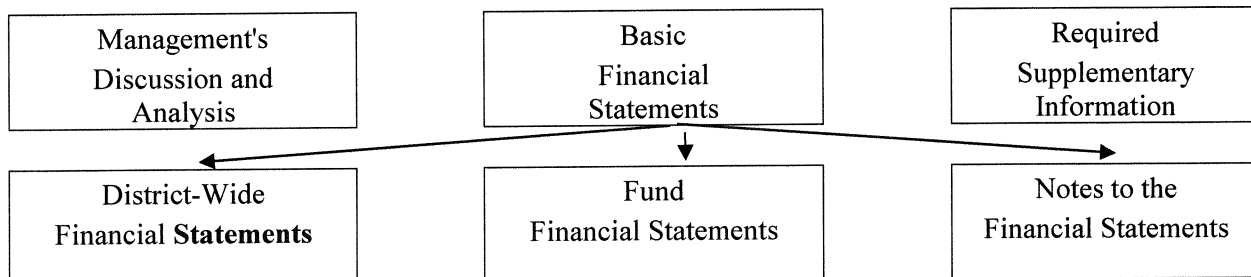 Management's
Discussion and
Analysis
Basic
Financial
Statements
Required
Supplementary
Information
District-Wide
Financial Statements
Fund
Financial Statements
Notes to the
Financial Statements